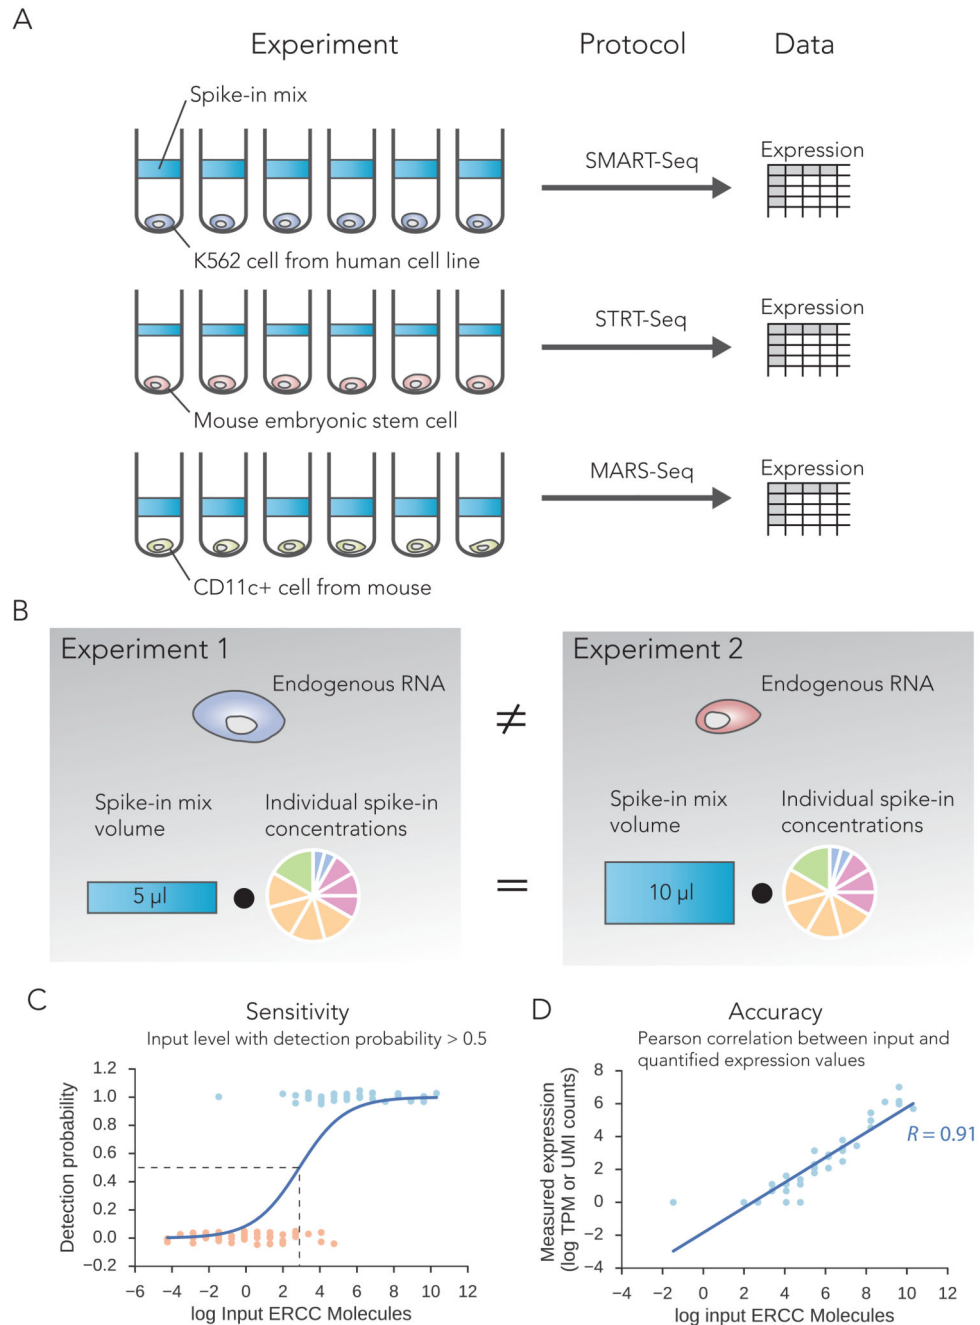 A
Experiment
Protocol
Data
Spike-in mix
SMART-Seq
Expression
K562 cell from human cell line
STRT-Seq
Expression
Mouse embryonic stem cell
MARS-Seq
Expression
CD11c+ cell from mouse
B
Experiment 1
Endogenous RNA
Spike-in mix
volume
Individual spike-in
concentrations
5 µl
≠
=
Experiment 2
Endogenous RNA
Spike-in mix
volume
Individual spike-in
concentrations
10 µl
C
Sensitivity
Input level with detection probability > 0.5
Detection probability
1.2
1.0
0.8
0.6
0.4
0.2
0.0
−0.2
−6 −4 −2 0 2 4 6 8 10 12
log Input ERCC Molecules
D
Accuracy
Pearson correlation between input and
quantified expression values
Measured expression
(log TPM or UMI counts)
8
6
4
2
0
−2
−4
R = 0.91
−4 −2 0 2 4 6 8 10 12
log input ERCC Molecules